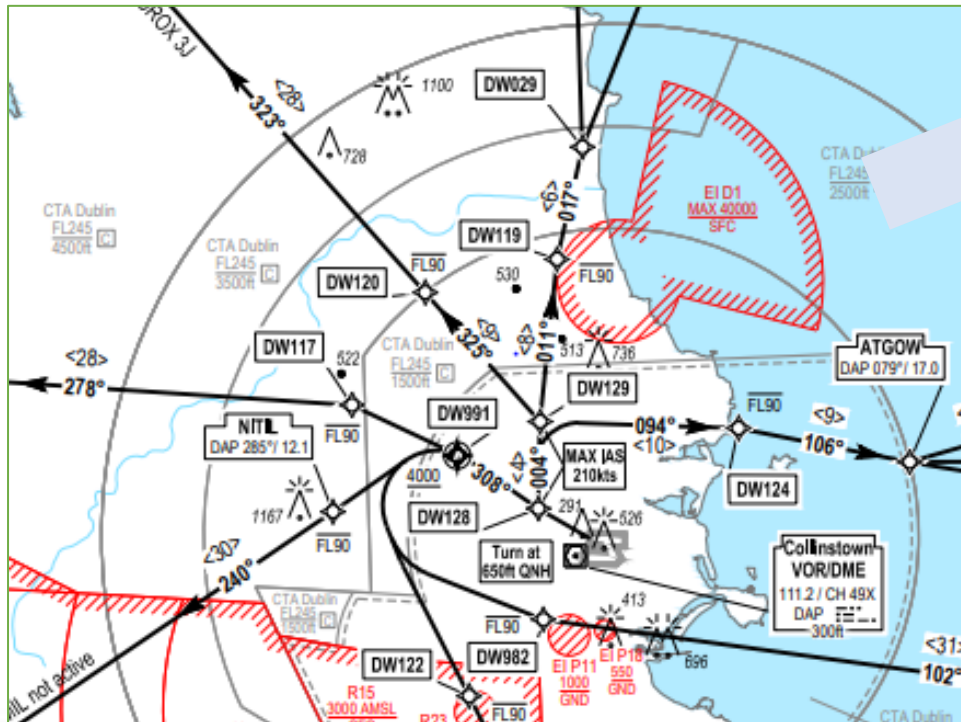 ROX 3J
<28>
323°
1100
DW029
728
CTA Dublin
FL245
4500ft C
CTA Dublin
FL245
3500ft C
<6>
017°
EI D1
MAX 40000
SFC
FL245
2500ft
DW119
FL90
DW120
FL90
530
<9>
325°
<8>
011°
CTA Dublin
FL245
1500ft C
513
736
DW117
522
<28>
278°
FL90
DW991
DW129
ATGOW
DAP 079°/ 17.0
FL90
NITIL
DAP 285°/ 12.1
4000
308°
<4>
004°
MAX IAS
210kts
094°
<10>
<9>
106°
DW124
1167
FL90
DW128
291
526
Turn at
650ft QNH
Collinstown
VOR/DME
111.2 / CH 49X
DAP
300ft
<30>
240°
CTA Dublin
FL245
1500ft C
FL90
413
EI P11
1000
GND
EI P18
550
GND
696
<31>
102°
DW122
DW982
FL90
R15
3000 AMSL
R23
IL not active
CTA Dublin